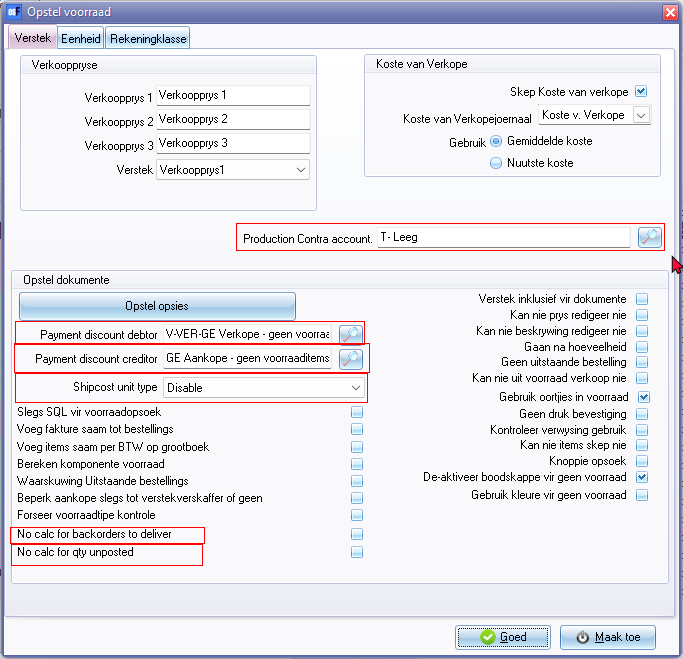 Opstel voorraad
Verstek Eenheid Rekeningklasse
Verkooppryse
Verkoopprys 1 Verkoopprys 1
Verkoopprys 2 Verkoopprys 2
Verkoopprys 3 Verkoopprys 3
Verstek Verkoopprys1
Koste van Verkope
Skep Koste van verkope
Koste van Verkopejoernaal Koste v. Verkope
Gebruik Gemiddelde koste
Nuutste koste
Production Contra account. T- Leeg
Opstel dokumente
Opstel opsies
Payment discount debtor V-VER-GE Verkope - geen voorraa
Payment discount creditor GE Aankope - geen voorraaditems
Shipcost unit type Disable
Slegs SQL vir voorraadopsoek
Voeg fakture saam tot bestellings
Voeg items saam per BTW op grootboek
Bereken komponente voorraad
Waarskuwing Uitstaande bestellings
Beperk aankope slegs tot verstekverskaffer of geen
Forseer voorraadtipe kontrole
No calc for backorders to deliver
No calc for qty unposted
Verstek inklusief vir dokumente
Kan nie prys redigeer nie
Kan nie beskrywing redigeer nie
Gaan na hoeveelheid
Geen uitstaande bestelling
Kan nie uit voorraad verkoop nie
Gebruik oortjies in voorraad
Geen druk bevestiging
Kontroleer verwysing gebruik
Kan nie items skep nie
Knoppie opsoek
De-aktiveer boodskappe vir geen voorraad
Gebruik kleure vir geen voorraad
Goed Maak toe